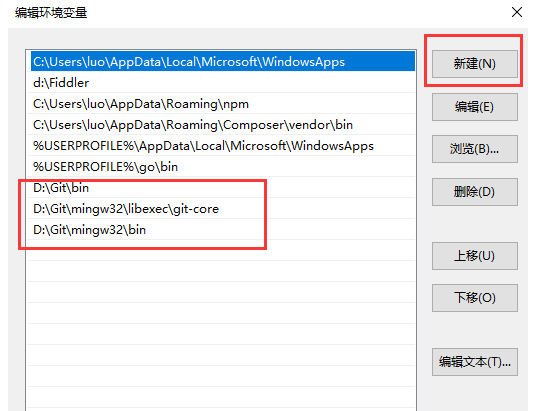 编辑环境变量
C:\Users\luo\AppData\Local\Microsoft\WindowsApps
d:\Fiddler
C:\Users\luo\AppData\Roaming\npm
C:\Users\luo\AppData\Roaming\Composer\vendor\bin
%USERPROFILE%\AppData\Local\Microsoft\WindowsApps
%USERPROFILE%\go\bin
D:\Git\bin
D:\Git\mingw32\libexec\git-core
D:\Git\mingw32\bin
新建(N)
编辑(E)
浏览(B)...
删除(D)
上移(U)
下移(O)
编辑文本(T)...